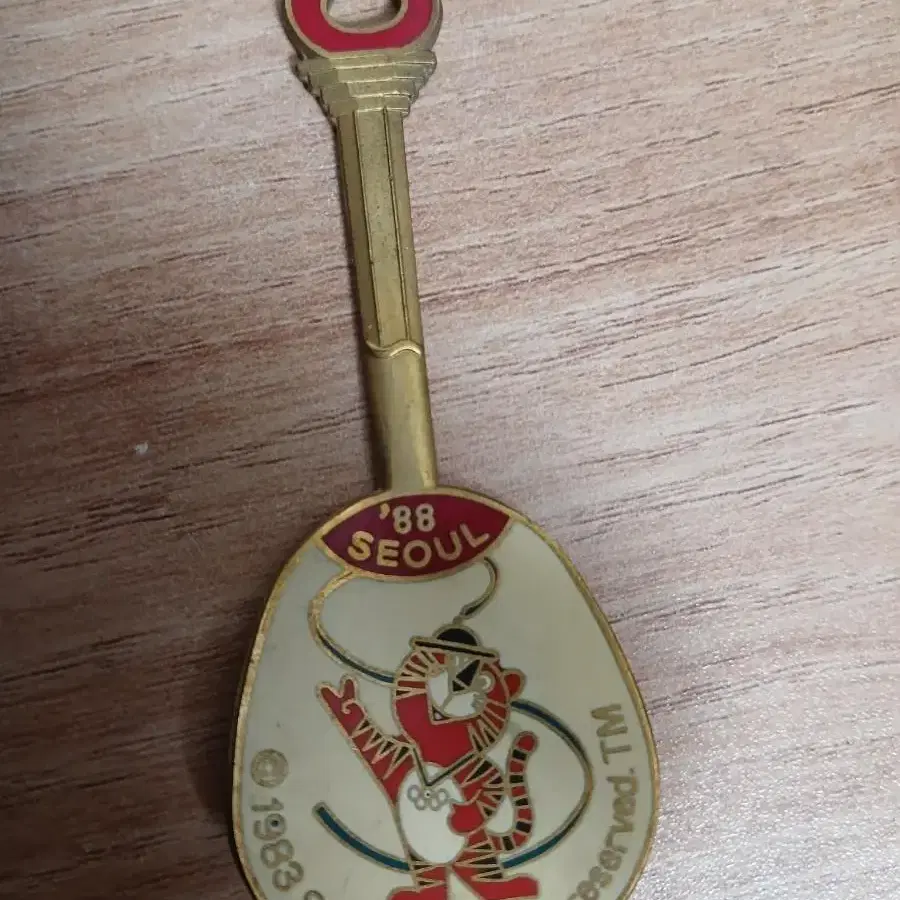 '88
SEOUL
© 1983
reserved. TM